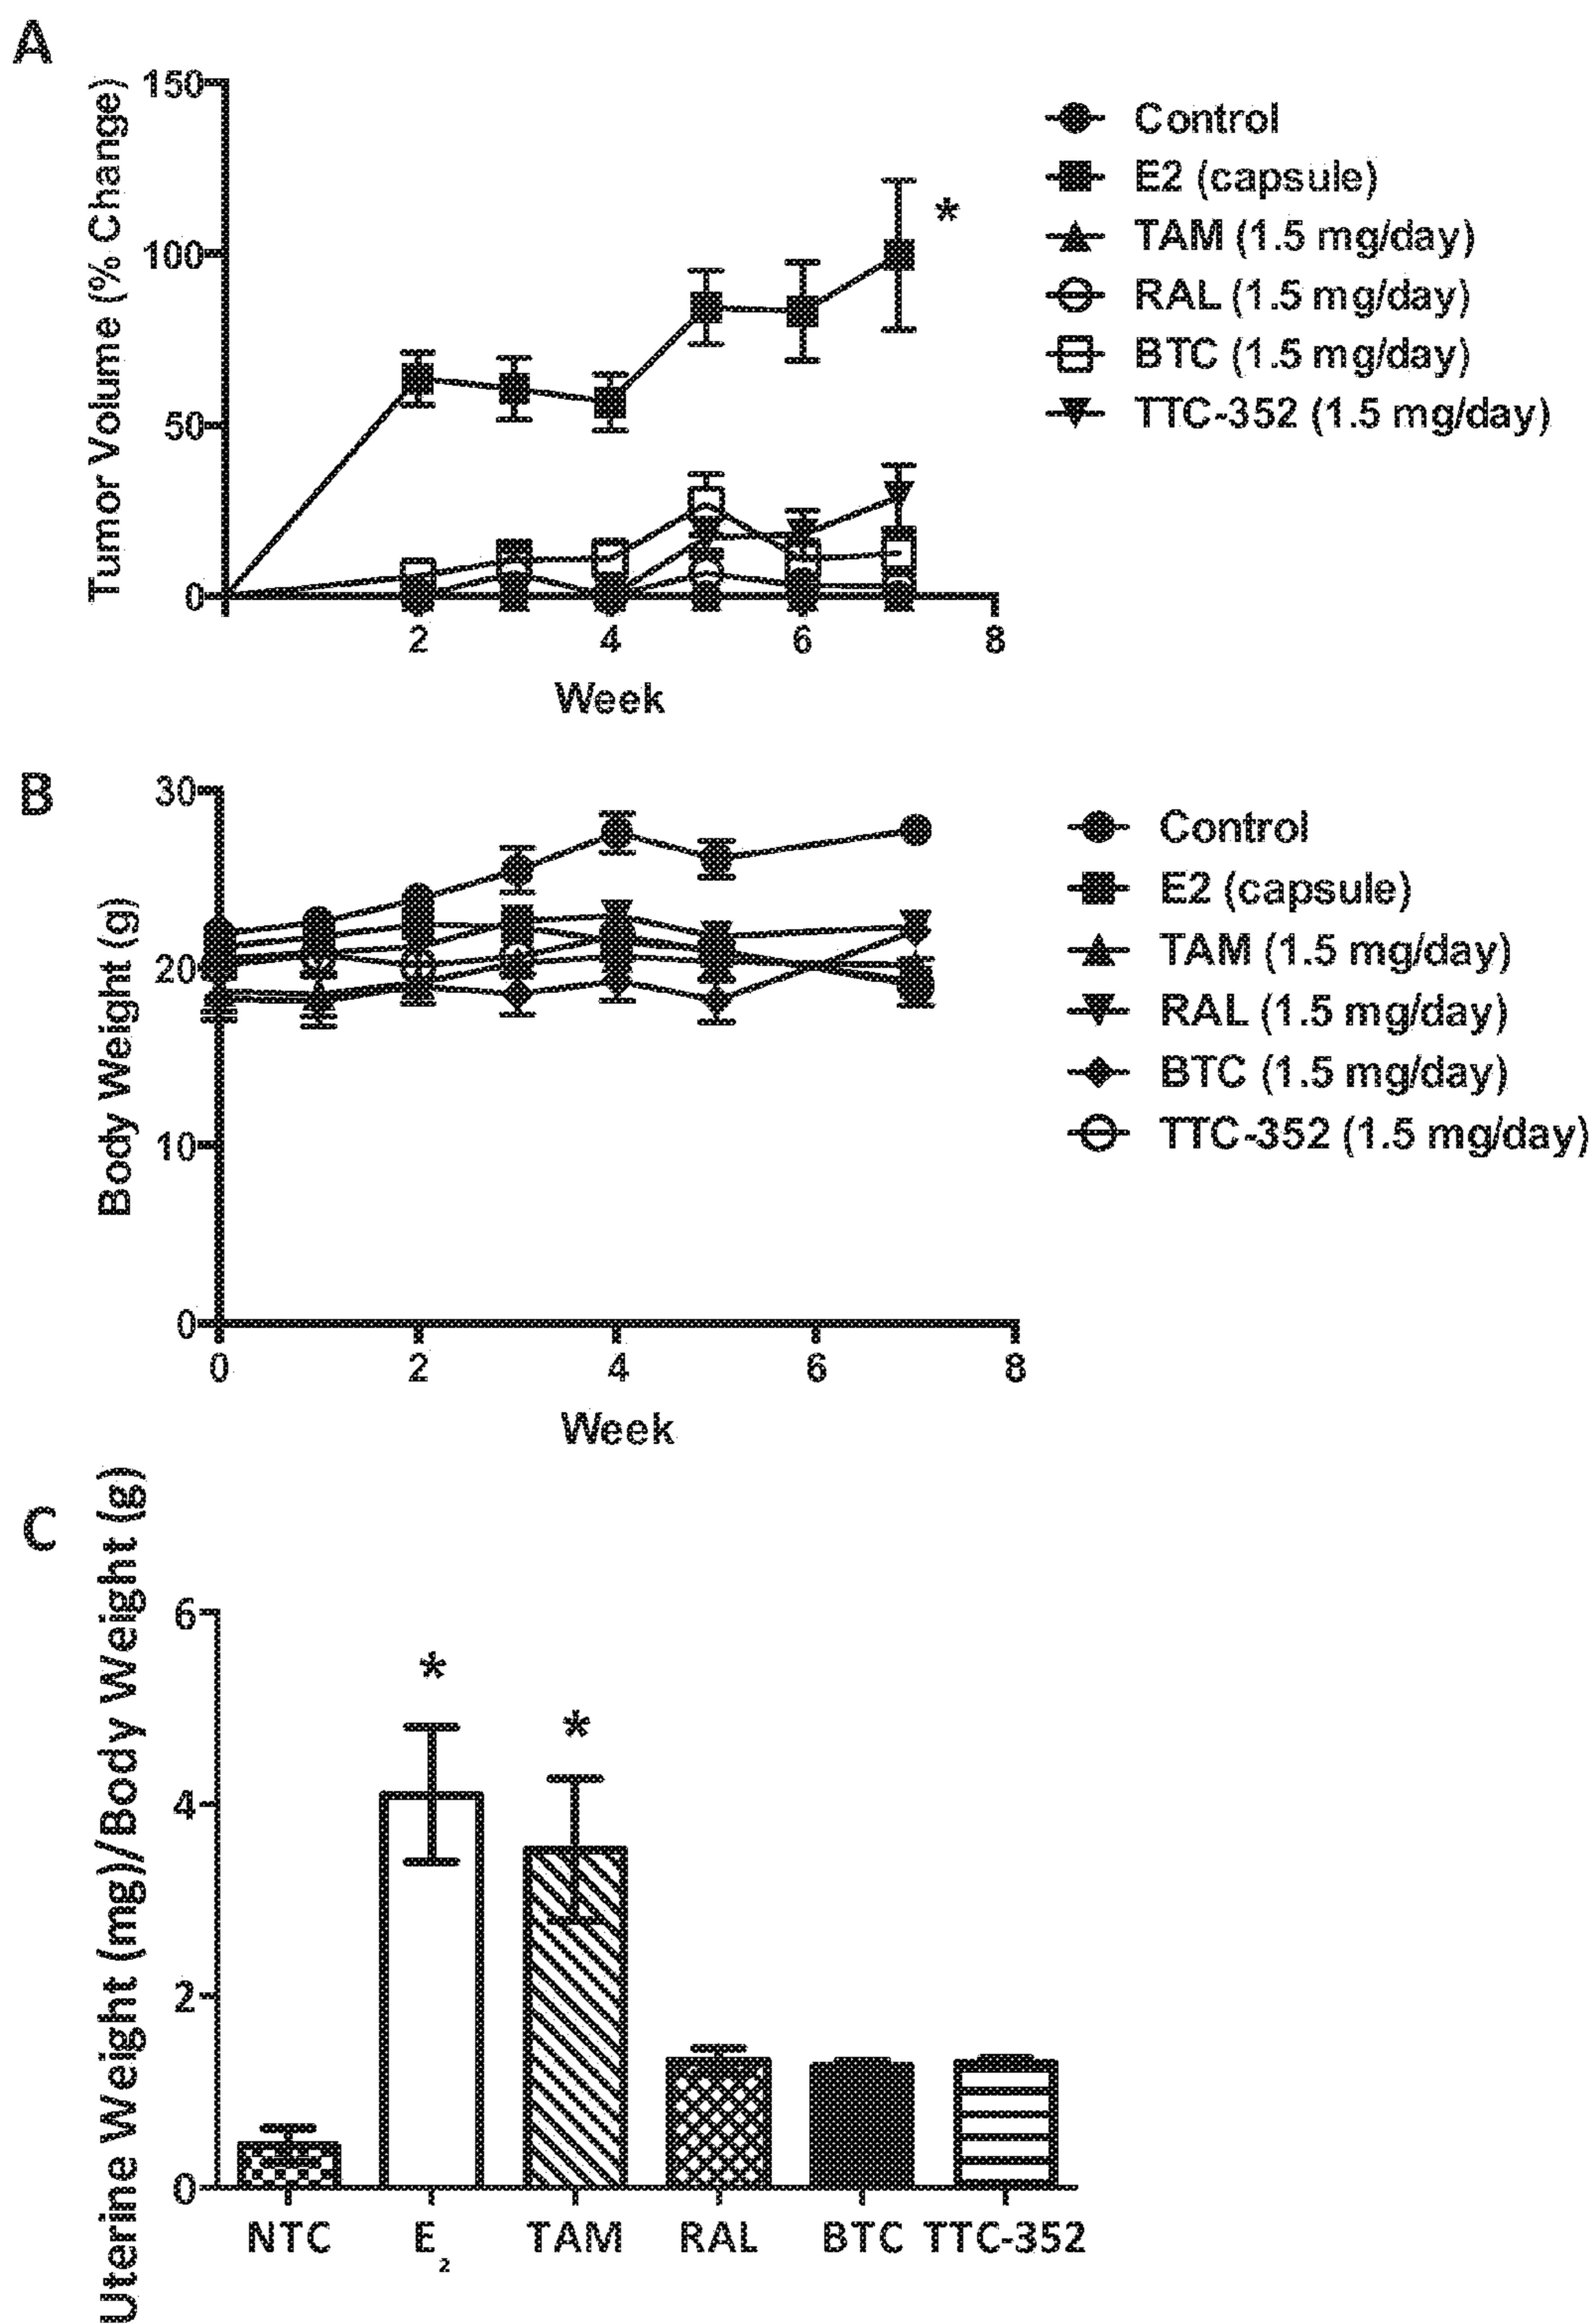 A
Tumor Volume (% Change)
150
100
50
0
2 4 6 8
Week
*
Control
E2 (capsule)
TAM (1.5 mg/day)
RAL (1.5 mg/day)
BTC (1.5 mg/day)
TTC-352 (1.5 mg/day)
B
Body Weight (g)
30
20
10
0
0 2 4 6 8
Week
Control
E2 (capsule)
TAM (1.5 mg/day)
RAL (1.5 mg/day)
BTC (1.5 mg/day)
TTC-352 (1.5 mg/day)
C
Uterine Weight (mg)/Body Weight (g)
6
4
2
0
*
*
NTC E₂ TAM RAL BTC TTC-352